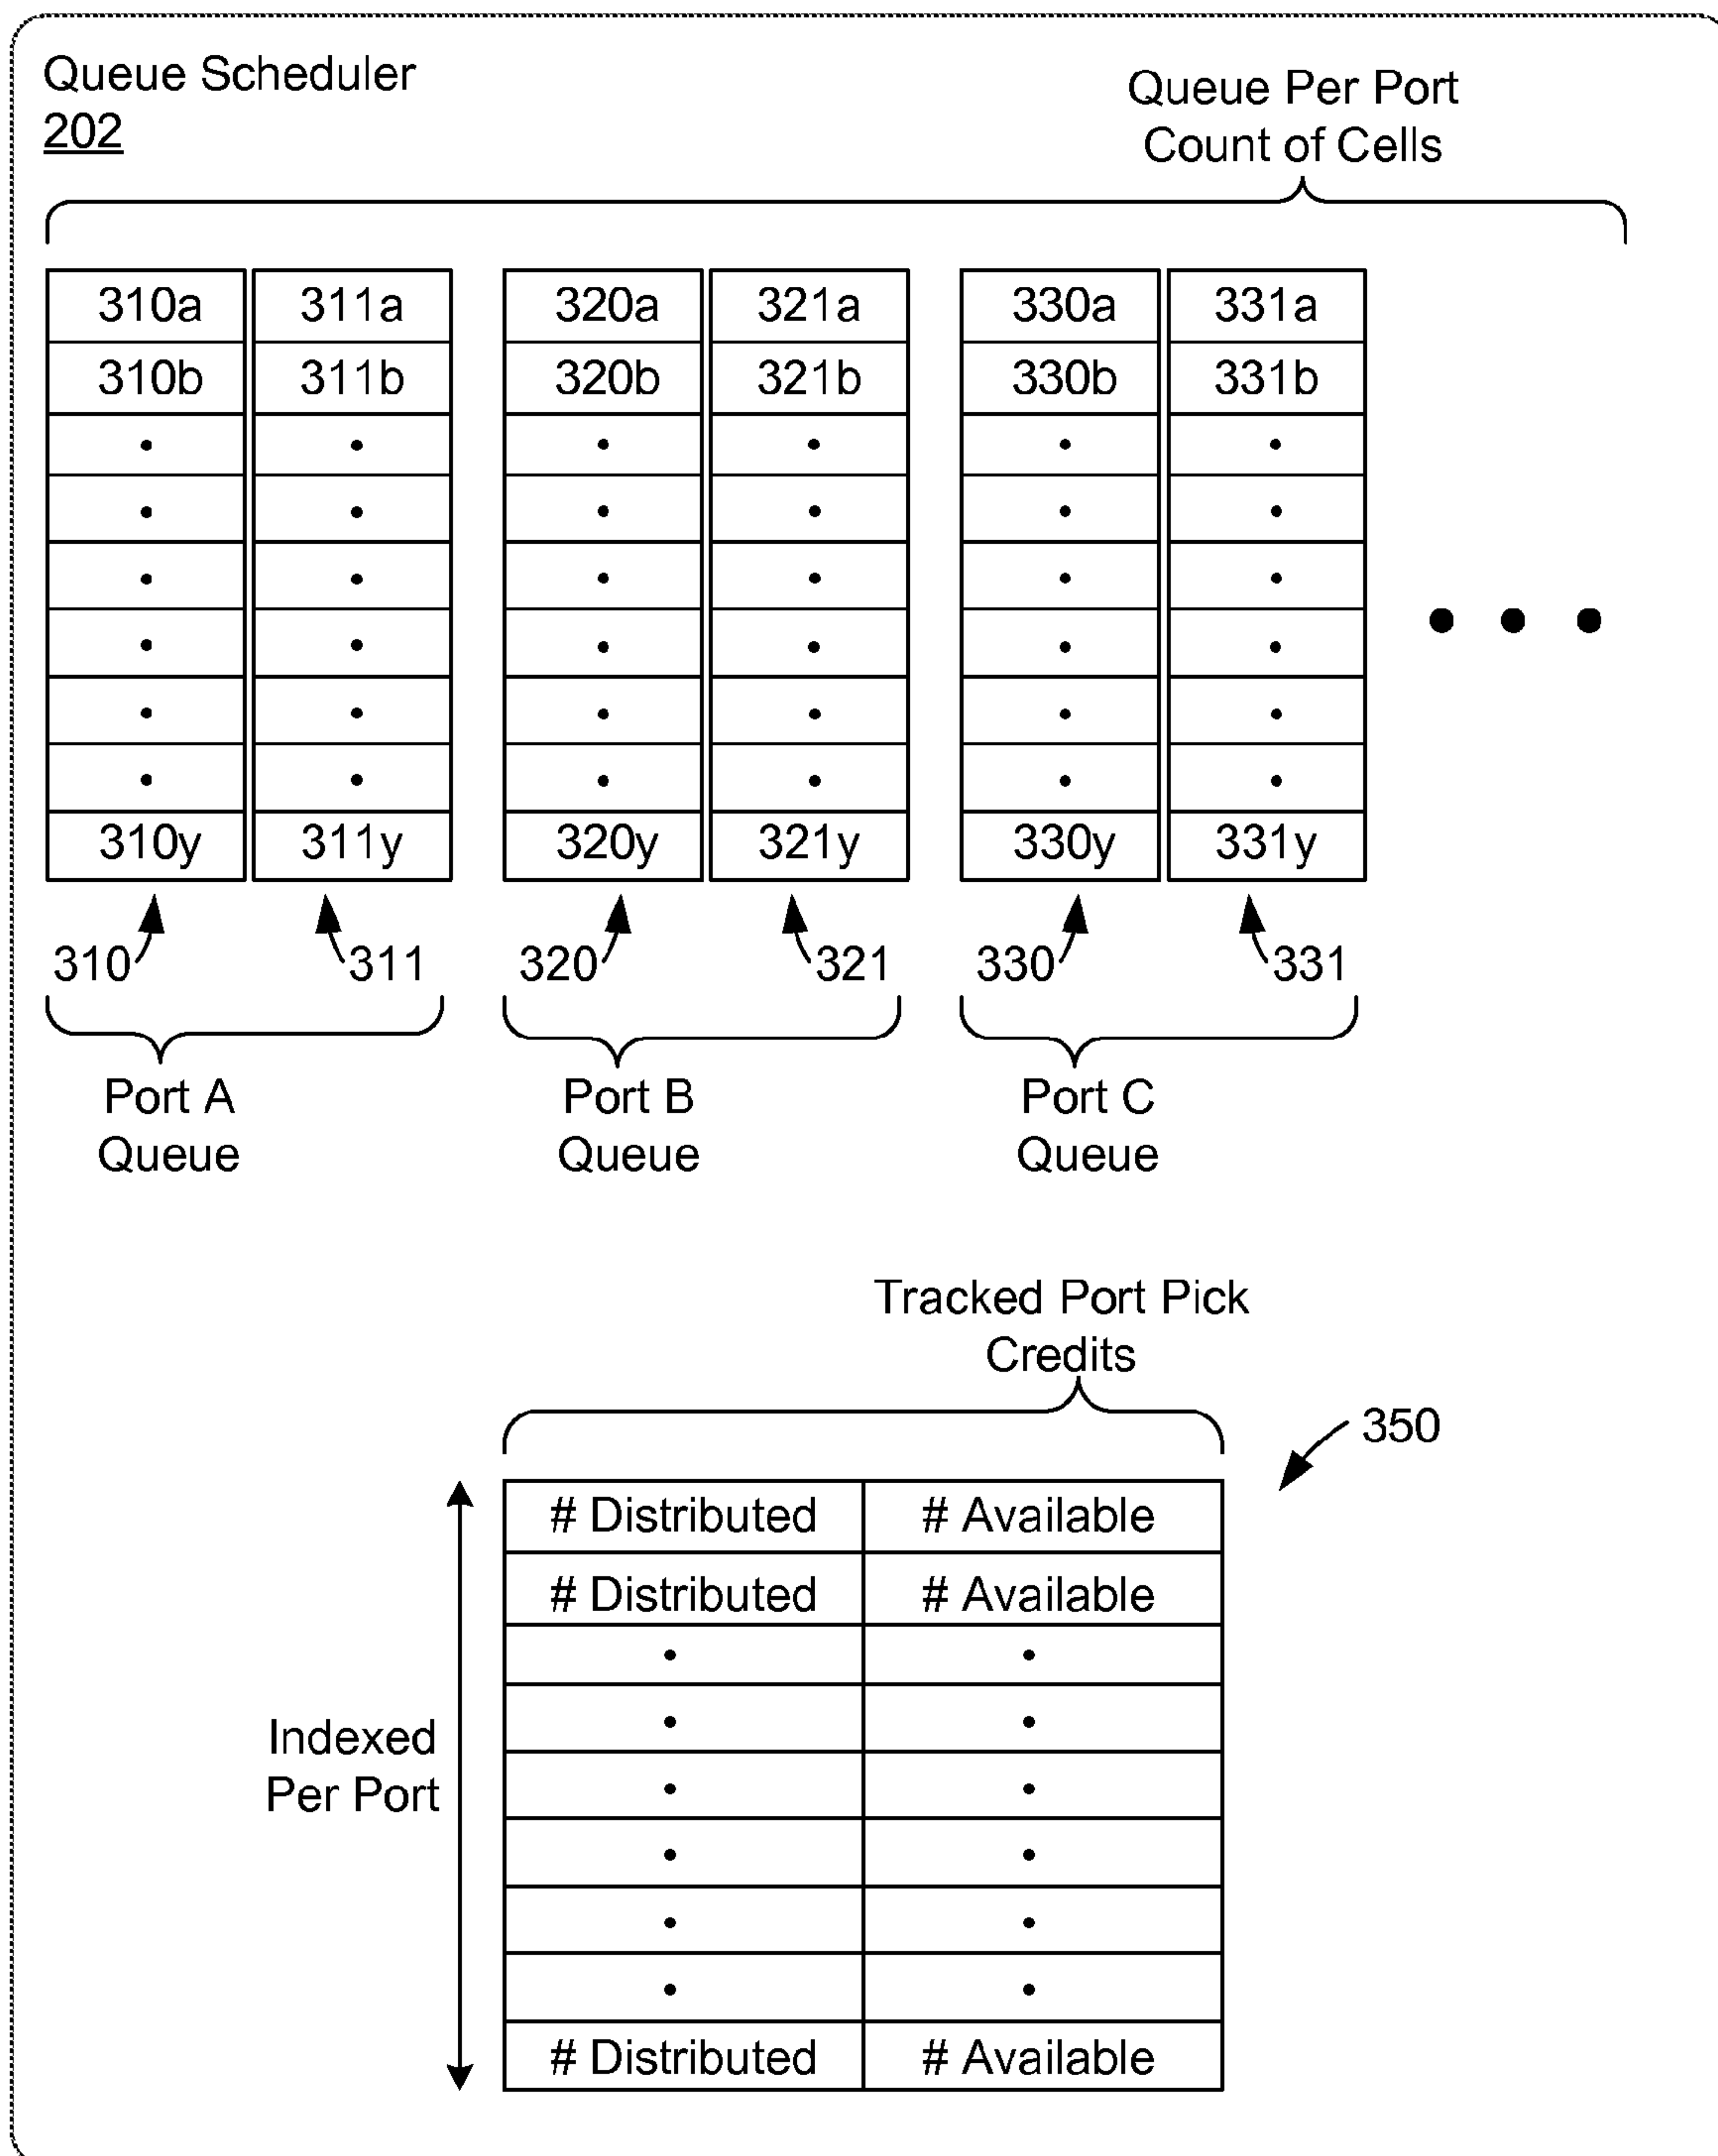 Queue Scheduler
202
Queue Per Port
Count of Cells
310a 311a 320a 321a 330a 331a
310b 311b 320b 321b 330b 331b
310y 311y 320y 321y 330y 331y
310 311 320 321 330 331
Port A Port B Port C
Queue Queue Queue
Tracked Port Pick
Credits
350
# Distributed # Available
# Distributed # Available
Indexed
Per Port
# Distributed # Available